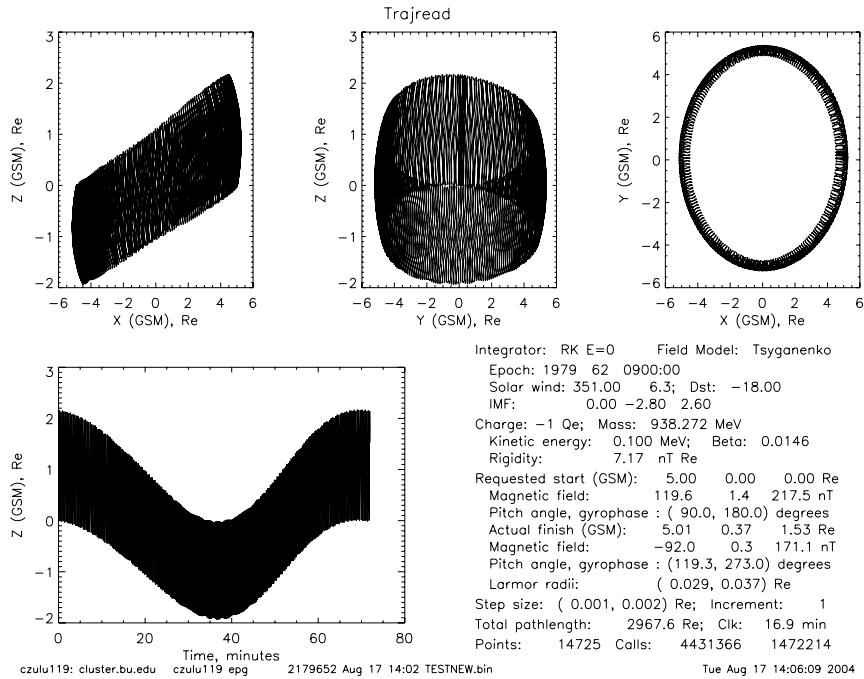 Trajread
6
4
2
0
-2
-4
-6
3
2
1
0
-1
-2
Z (GSM), Re
-6 -4 -2 0 2 4 6
X (GSM), Re
3
2
1
0
-1
-2
Z (GSM), Re
-6 -4 -2 0 2 4 6
Y (GSM), Re
Y (GSM), Re
-6 -4 -2 0 2 4 6
X (GSM), Re
3
2
1
0
-1
-2
Z (GSM), Re
0 20 40 60 80
Time, minutes
Integrator: RK E=0 Field Model: Tsyganenko
Epoch: 1979 62 0900:00
Solar wind: 351.00 6.3; Dst: -18.00
IMF: 0.00 -2.80 2.60
Charge: -1 Qe; Mass: 938.272 MeV
Kinetic energy: 0.100 MeV; Beta: 0.0146
Rigidity: 7.17 nT Re
Requested start (GSM): 5.00 0.00 0.00 Re
Magnetic field: 119.6 1.4 217.5 nT
Pitch angle, gyrophase : ( 90.0, 180.0) degrees
Actual finish (GSM): 5.01 0.37 1.53 Re
Magnetic field: -92.0 0.3 171.1 nT
Pitch angle, gyrophase : (119.3, 273.0) degrees
Larmor radii: ( 0.029, 0.037) Re
Step size: ( 0.001, 0.002) Re; Increment: 1
Total pathlength: 2967.6 Re; Clk: 16.9 min
Points: 14725 Calls: 4431366 1472214
czulu119: cluster.bu.edu czulu119 epg 2179652 Aug 17 14:02 TESTNEW.bin Tue Aug 17 14:06:09 2004